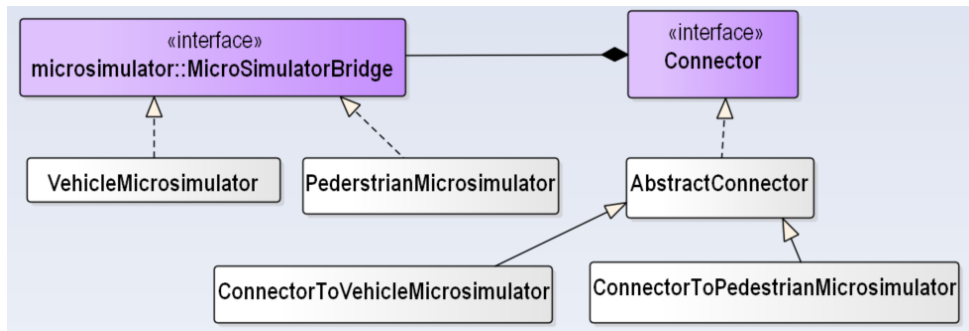 «interface»
microsimulator::MicroSimulatorBridge
«interface»
Connector
VehicleMicrosimulator
PederstrianMicrosimulator
AbstractConnector
ConnectorToVehicleMicrosimulator
ConnectorToPedestrianMicrosimulator